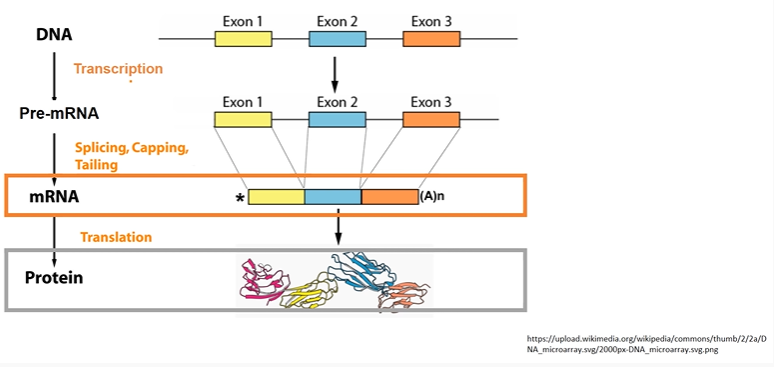 Exon 1 Exon 2 Exon 3
DNA
Transcription
Exon 1 Exon 2 Exon 3
Pre-mRNA
Splicing, Capping,
Tailing
mRNA * (A)n
Translation
Protein
https://upload.wikimedia.org/wikipedia/commons/thumb/2/2a/D
NA_microarray.svg/2000px-DNA_microarray.svg.png